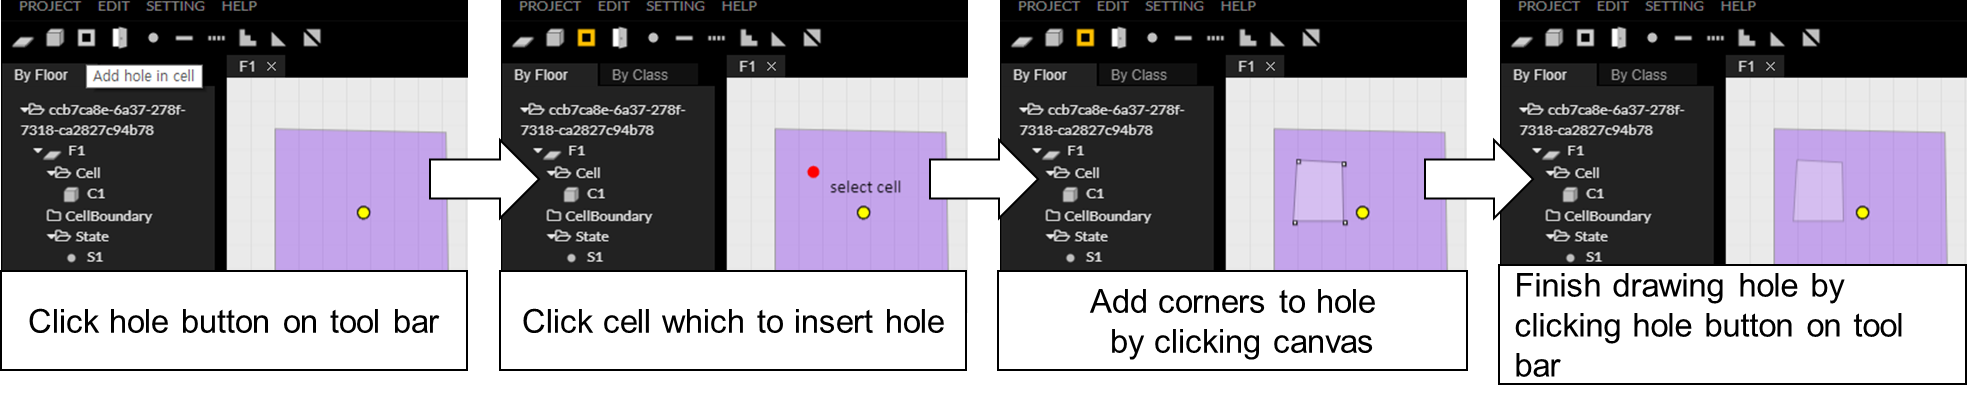 PROJECT EDIT SETTING HELP
By Floor
Add hole in cell
F1 ×
ccb7ca8e-6a37-278f-
7318-ca2827c94b78
F1
Cell
C1
CellBoundary
State
S1
Click hole button on tool bar
PROJECT EDIT SETTING HELP
By Floor By Class
F1 ×
ccb7ca8e-6a37-278f-
7318-ca2827c94b78
F1
Cell
C1
CellBoundary
State
S1
select cell
Click cell which to insert hole
PROJECT EDIT SETTING HELP
By Floor By Class
F1 ×
ccb7ca8e-6a37-278f-
7318-ca2827c94b78
F1
Cell
C1
CellBoundary
State
S1
Add corners to hole
by clicking canvas
PROJECT EDIT SETTING HELP
By Floor By Class
F1 ×
ccb7ca8e-6a37-278f-
7318-ca2827c94b78
F1
Cell
C1
CellBoundary
State
S1
Finish drawing hole by
clicking hole button on tool
bar